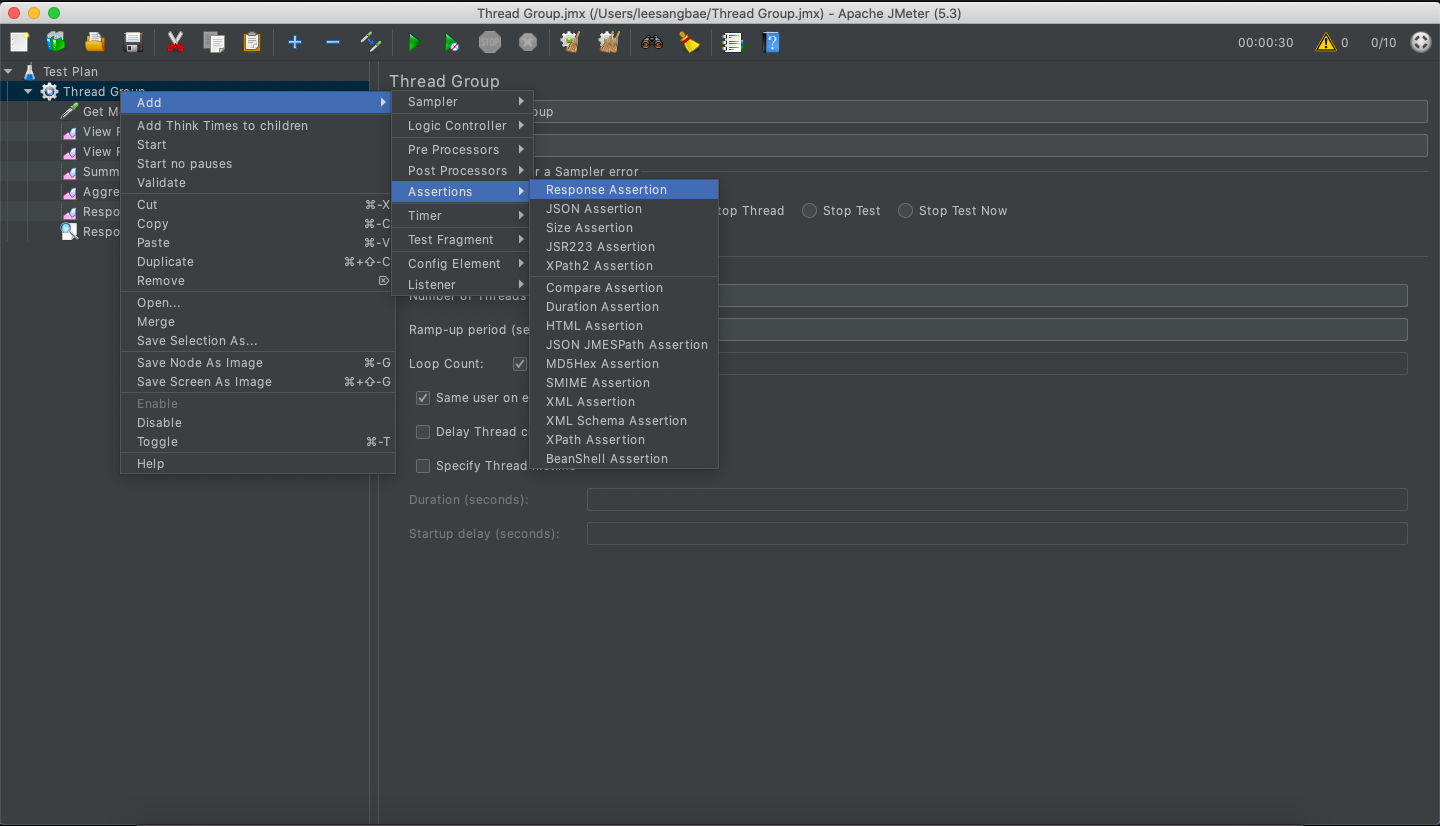 Thread Group.jmx (/Users/leesangbae/Thread Group.jmx) - Apache JMeter (5.3)
STOP
00:00:30
0
0/10
Test Plan
Thread Group
Get M
View R
View R
Summ
Aggre
Respo
Respo
Add
Add Think Times to children
Start
Start no pauses
Validate
Cut ⌘-X
Copy ⌘-C
Paste ⌘-V
Duplicate ⌘+⇧-C
Remove ⌦
Open...
Merge
Save Selection As...
Save Node As Image ⌘-G
Save Screen As Image ⌘+⇧-G
Enable
Disable
Toggle ⌘-T
Help
Sampler
Logic Controller
Pre Processors
Post Processors
Assertions
Timer
Test Fragment
Config Element
Listener
Response Assertion
JSON Assertion
Size Assertion
JSR223 Assertion
XPath2 Assertion
Compare Assertion
Duration Assertion
HTML Assertion
JSON JMESPath Assertion
MD5Hex Assertion
SMIME Assertion
XML Assertion
XML Schema Assertion
XPath Assertion
BeanShell Assertion
Thread Group
oup
r a Sampler error
top Thread
Stop Test
Stop Test Now
Number of Threads
Ramp-up period (se
Loop Count:
Same user on e
Delay Thread c
Specify Thread lifetime
Duration (seconds):
Startup delay (seconds):